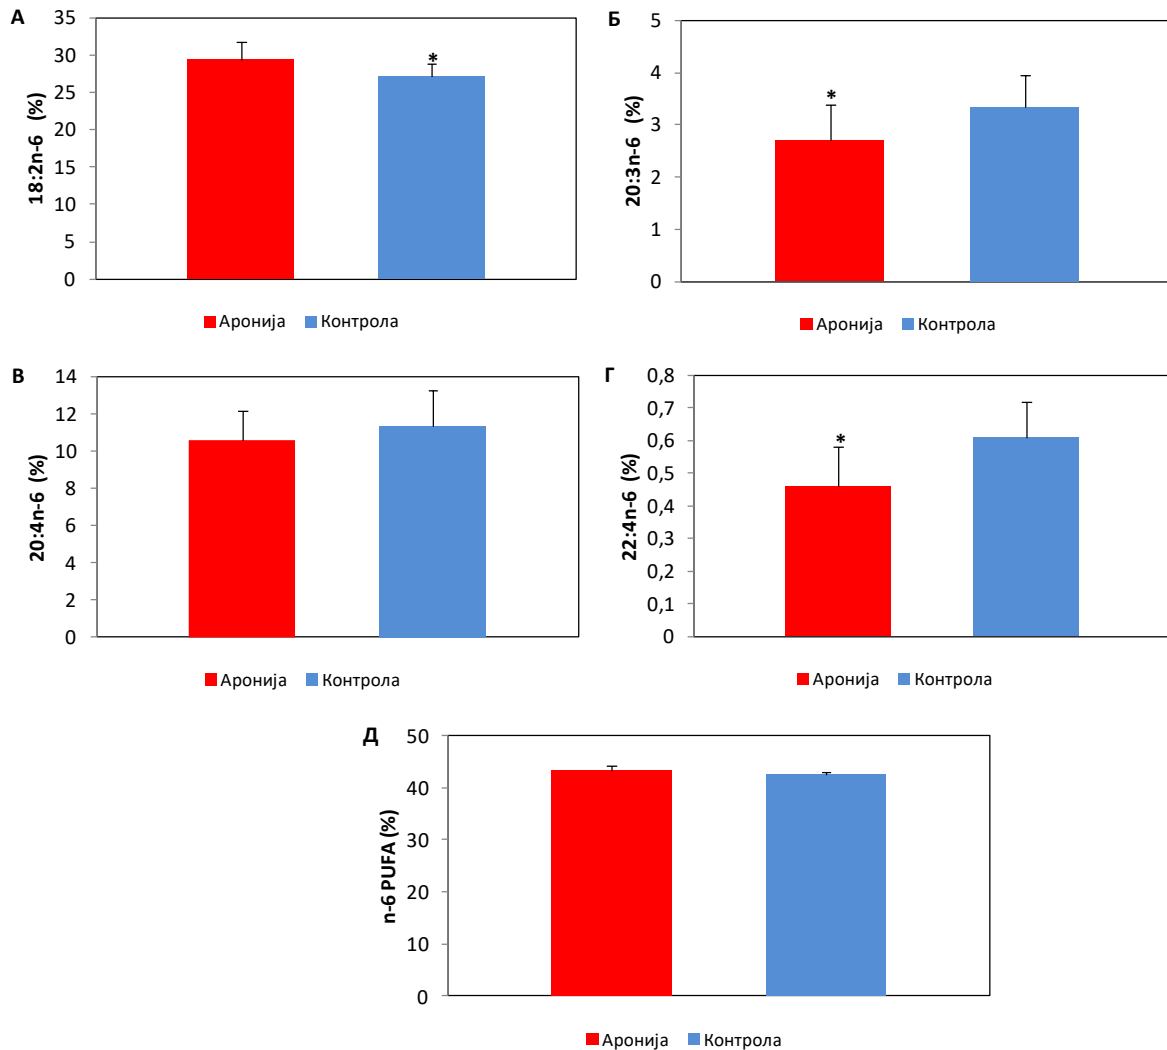 А
18:2n-6 (%)
35
30
25
20
15
10
5
0
*
Аронија Контрола
Б
20:3n-6 (%)
5
4
3
2
1
0
*
Аронија Контрола
В
20:4n-6 (%)
14
12
10
8
6
4
2
0
Аронија Контрола
Г
22:4n-6 (%)
0,8
0,7
0,6
0,5
0,4
0,3
0,2
0,1
0
*
Аронија Контрола
Д
n-6 PUFA (%)
50
40
30
20
10
0
Аронија Контрола